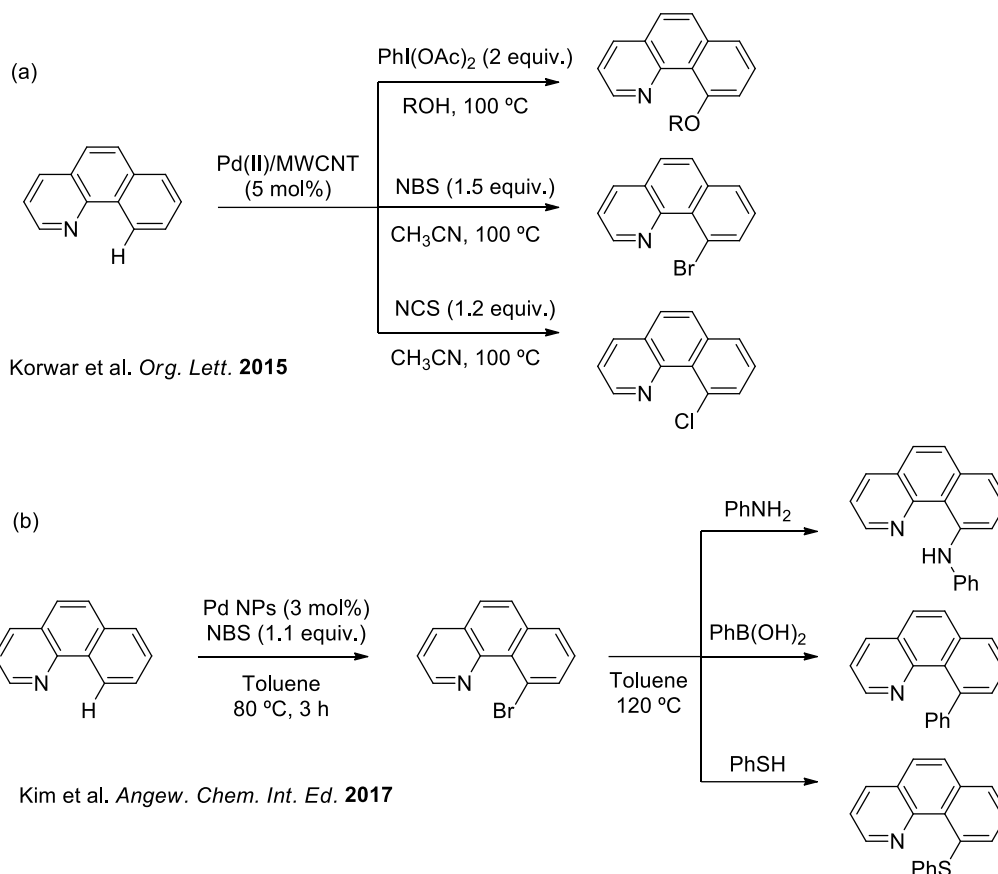 (a)
PhI(OAc)2 (2 equiv.)
ROH, 100 ºC
N
RO
Pd(II)/MWCNT
(5 mol%)
N
H
NBS (1.5 equiv.)
CH3CN, 100 ºC
N
Br
NCS (1.2 equiv.)
CH3CN, 100 ºC
N
Cl
Korwar et al. Org. Lett. 2015
(b)
PhNH2
N
HN
Ph
Pd NPs (3 mol%)
NBS (1.1 equiv.)
Toluene
80 ºC, 3 h
N
H
N
Br
PhB(OH)2
Toluene
120 ºC
N
Ph
PhSH
N
PhS
Kim et al. Angew. Chem. Int. Ed. 2017